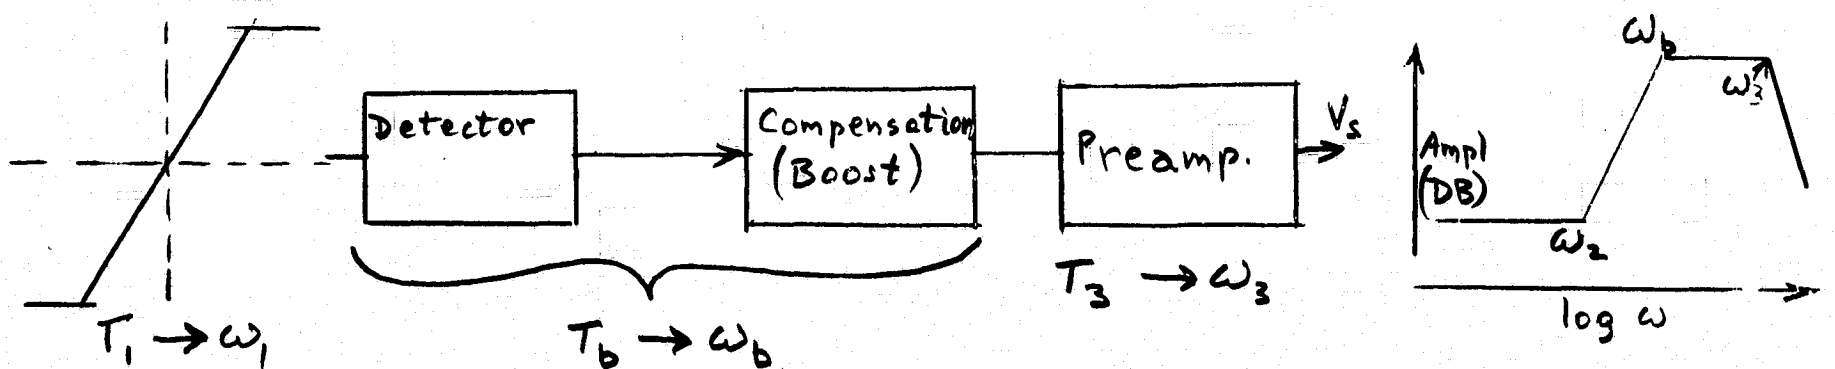 Detector
Compensation
(Boost)
Preamp.
Vs
T1 → ω1
Tb → ωb
T3 → ω3
Ampl
(DB)
ωb
ω3
ω2
log ω